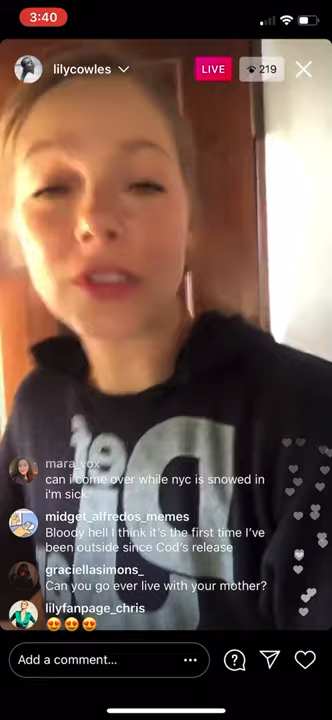 3:40
lilycowles
LIVE
219
mara_vox
can i come over while nyc is snowed in
i'm sick
midget_alfredos_memes
Bloody hell I think it's the first time I've
been outside since Cod's release
graciellasimons_
Can you go ever live with your mother?
lilyfanpage_chris
😍😍😍
Add a comment...